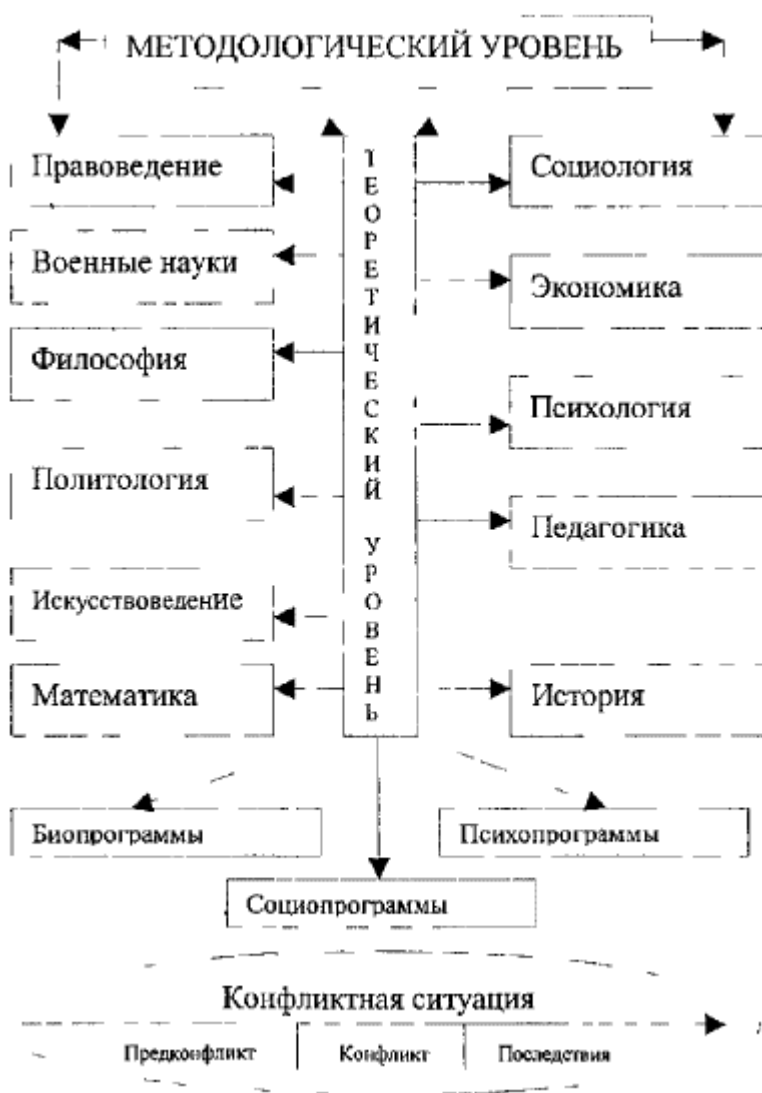 МЕТОДОЛОГИЧЕСКИЙ УРОВЕНЬ
ТЕОРЕТИЧЕСКИЙ УРОВЕНЬ
Правоведение
Социология
Военные науки
Экономика
Философия
Психология
Политология
Педагогика
Искусствоведение
Математика
История
Биопрограммы
Психопрограммы
Социопрограммы
Конфликтная ситуация
Предконфликт
Конфликт
Последствия